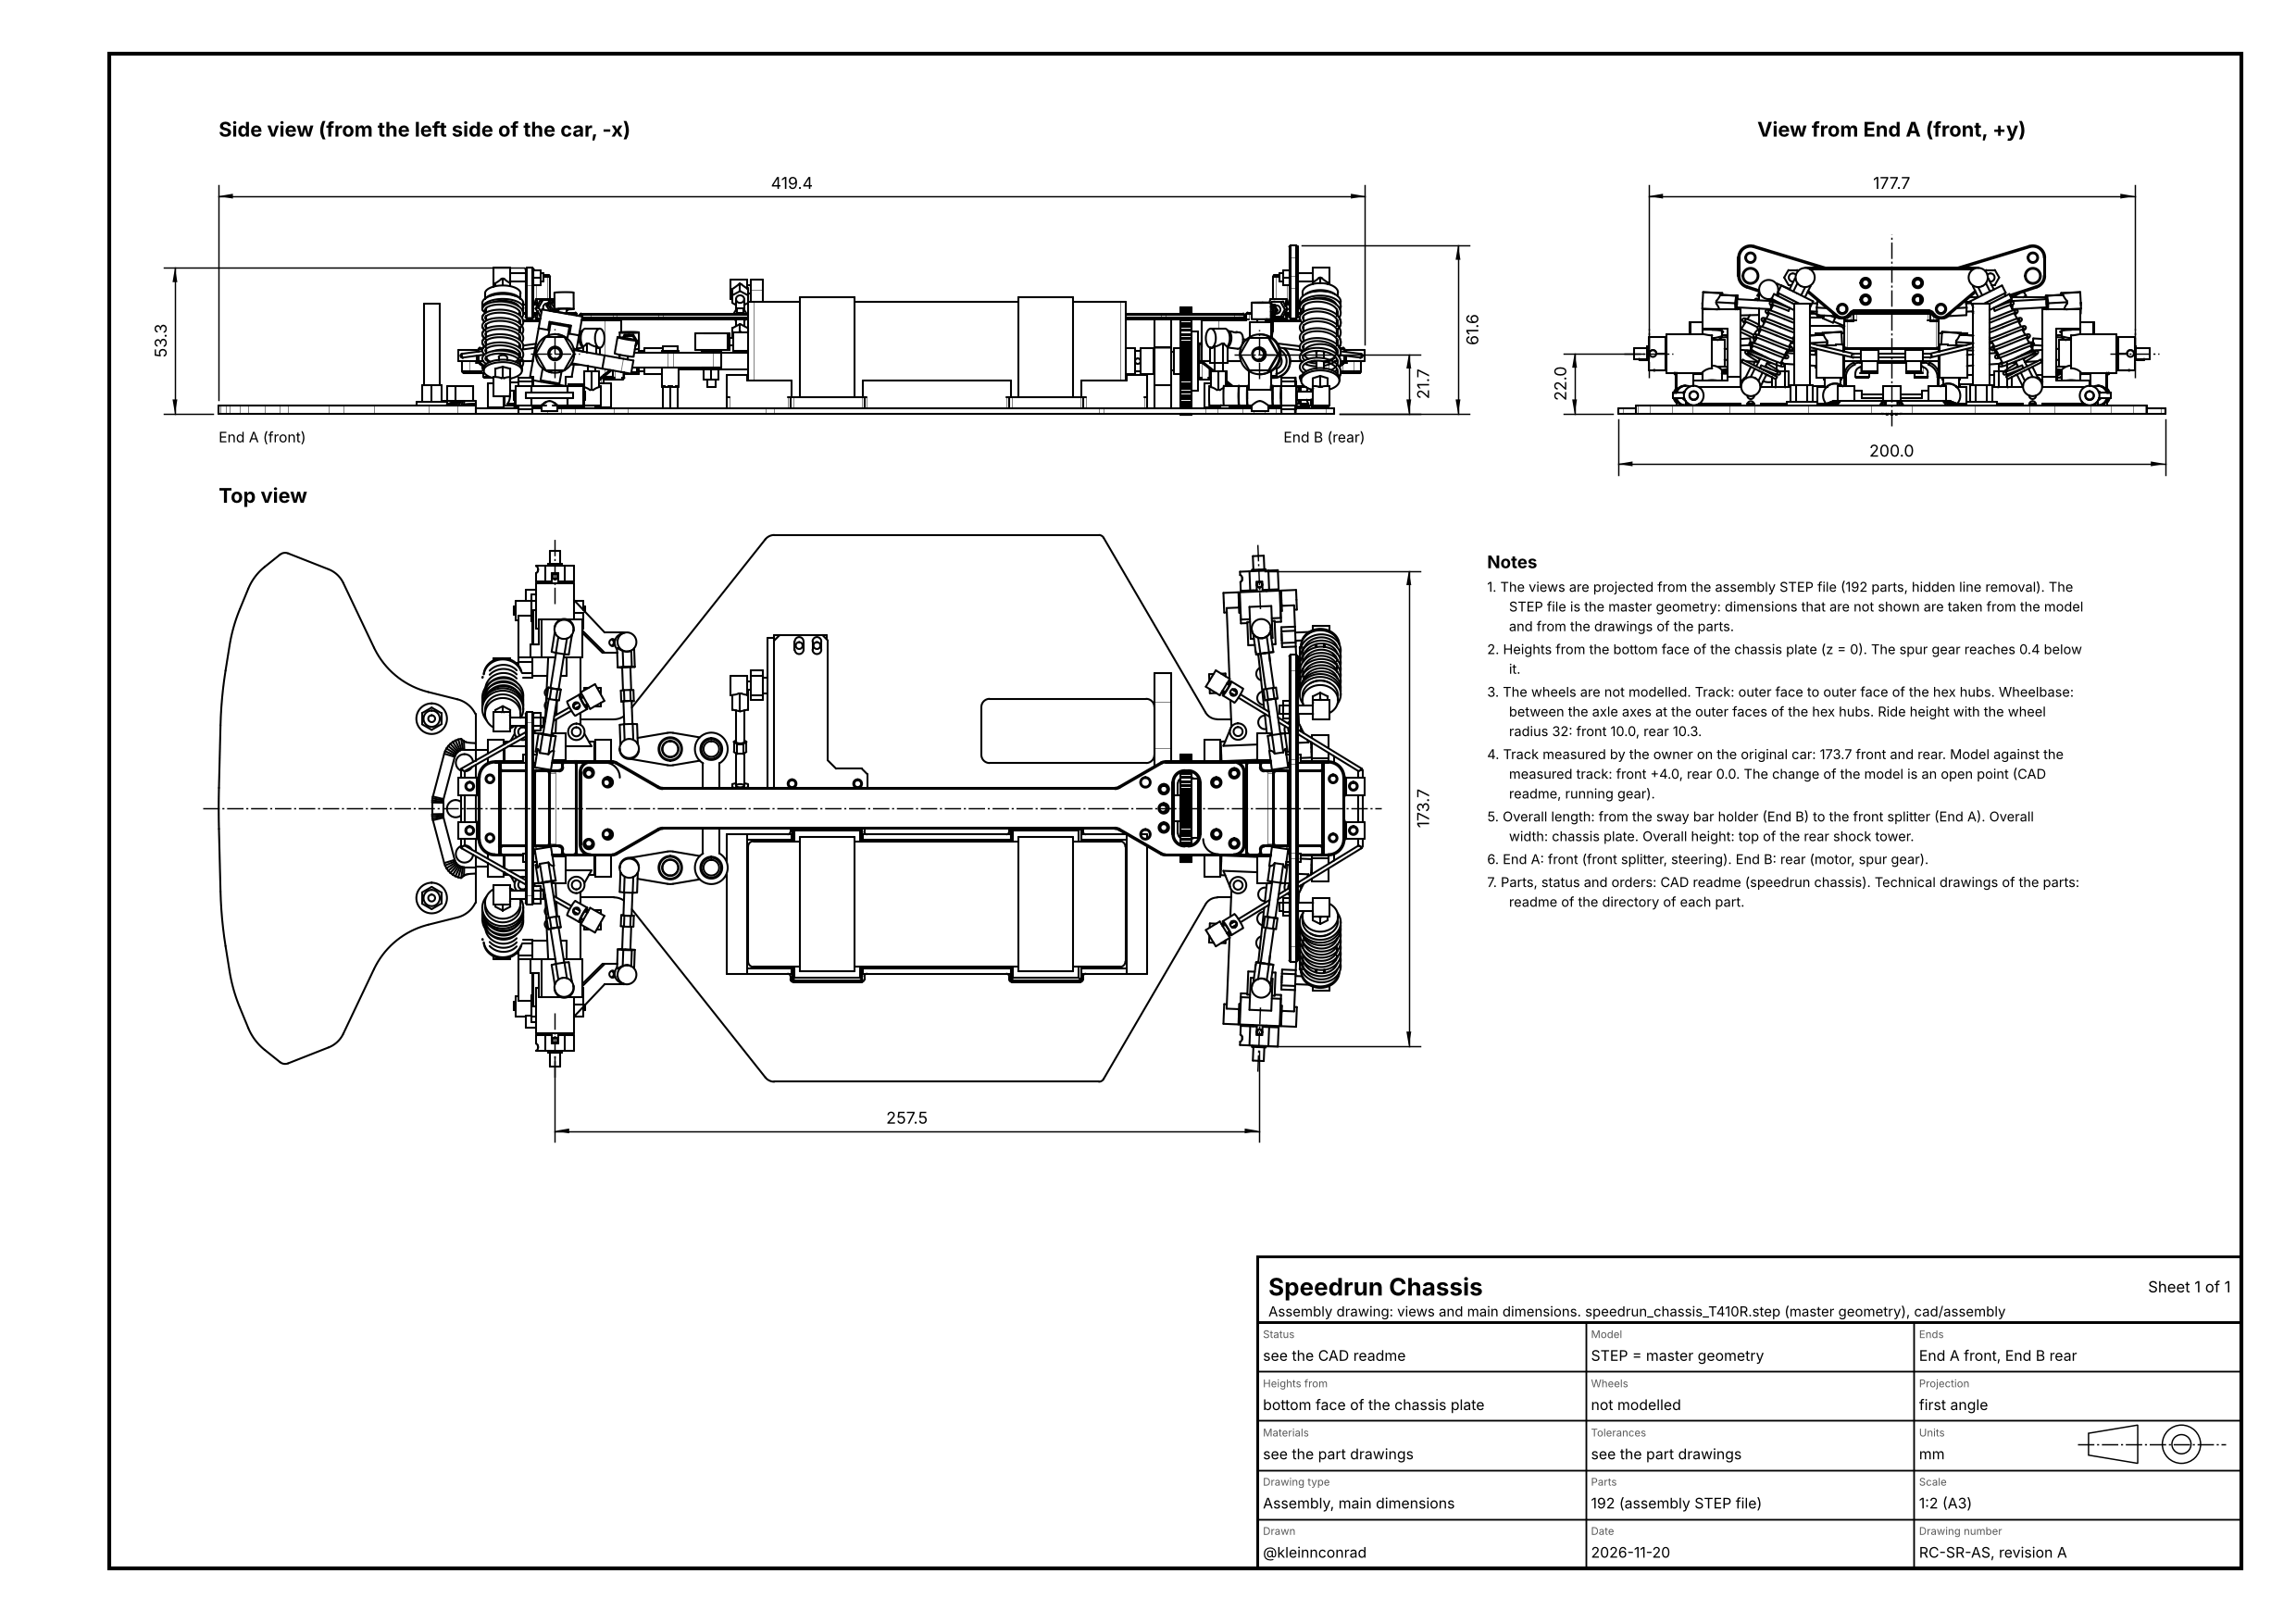 Side view (from the left side of the car, -x)
View from End A (front, +y)
419.4
177.7
53.3
61.6
21.7
22.0
End A (front)
End B (rear)
200.0
Top view
173.7
257.5
Notes
1. The views are projected from the assembly STEP file (192 parts, hidden line removal). The
STEP file is the master geometry: dimensions that are not shown are taken from the model
and from the drawings of the parts.
2. Heights from the bottom face of the chassis plate (z = 0). The spur gear reaches 0.4 below
it.
3. The wheels are not modelled. Track: outer face to outer face of the hex hubs. Wheelbase:
between the axle axes at the outer faces of the hex hubs. Ride height with the wheel
radius 32: front 10.0, rear 10.3.
4. Track measured by the owner on the original car: 173.7 front and rear. Model against the
measured track: front +4.0, rear 0.0. The change of the model is an open point (CAD
readme, running gear).
5. Overall length: from the sway bar holder (End B) to the front splitter (End A). Overall
width: chassis plate. Overall height: top of the rear shock tower.
6. End A: front (front splitter, steering). End B: rear (motor, spur gear).
7. Parts, status and orders: CAD readme (speedrun chassis). Technical drawings of the parts:
readme of the directory of each part.
Speedrun Chassis
Sheet 1 of 1
Assembly drawing: views and main dimensions. speedrun_chassis_T410R.step (master geometry), cad/assembly
Status
see the CAD readme
Model
STEP = master geometry
Ends
End A front, End B rear
Heights from
bottom face of the chassis plate
Wheels
not modelled
Projection
first angle
Materials
see the part drawings
Tolerances
see the part drawings
Units
mm
Drawing type
Assembly, main dimensions
Parts
192 (assembly STEP file)
Scale
1:2 (A3)
Drawn
@kleinnconrad
Date
2026-11-20
Drawing number
RC-SR-AS, revision A